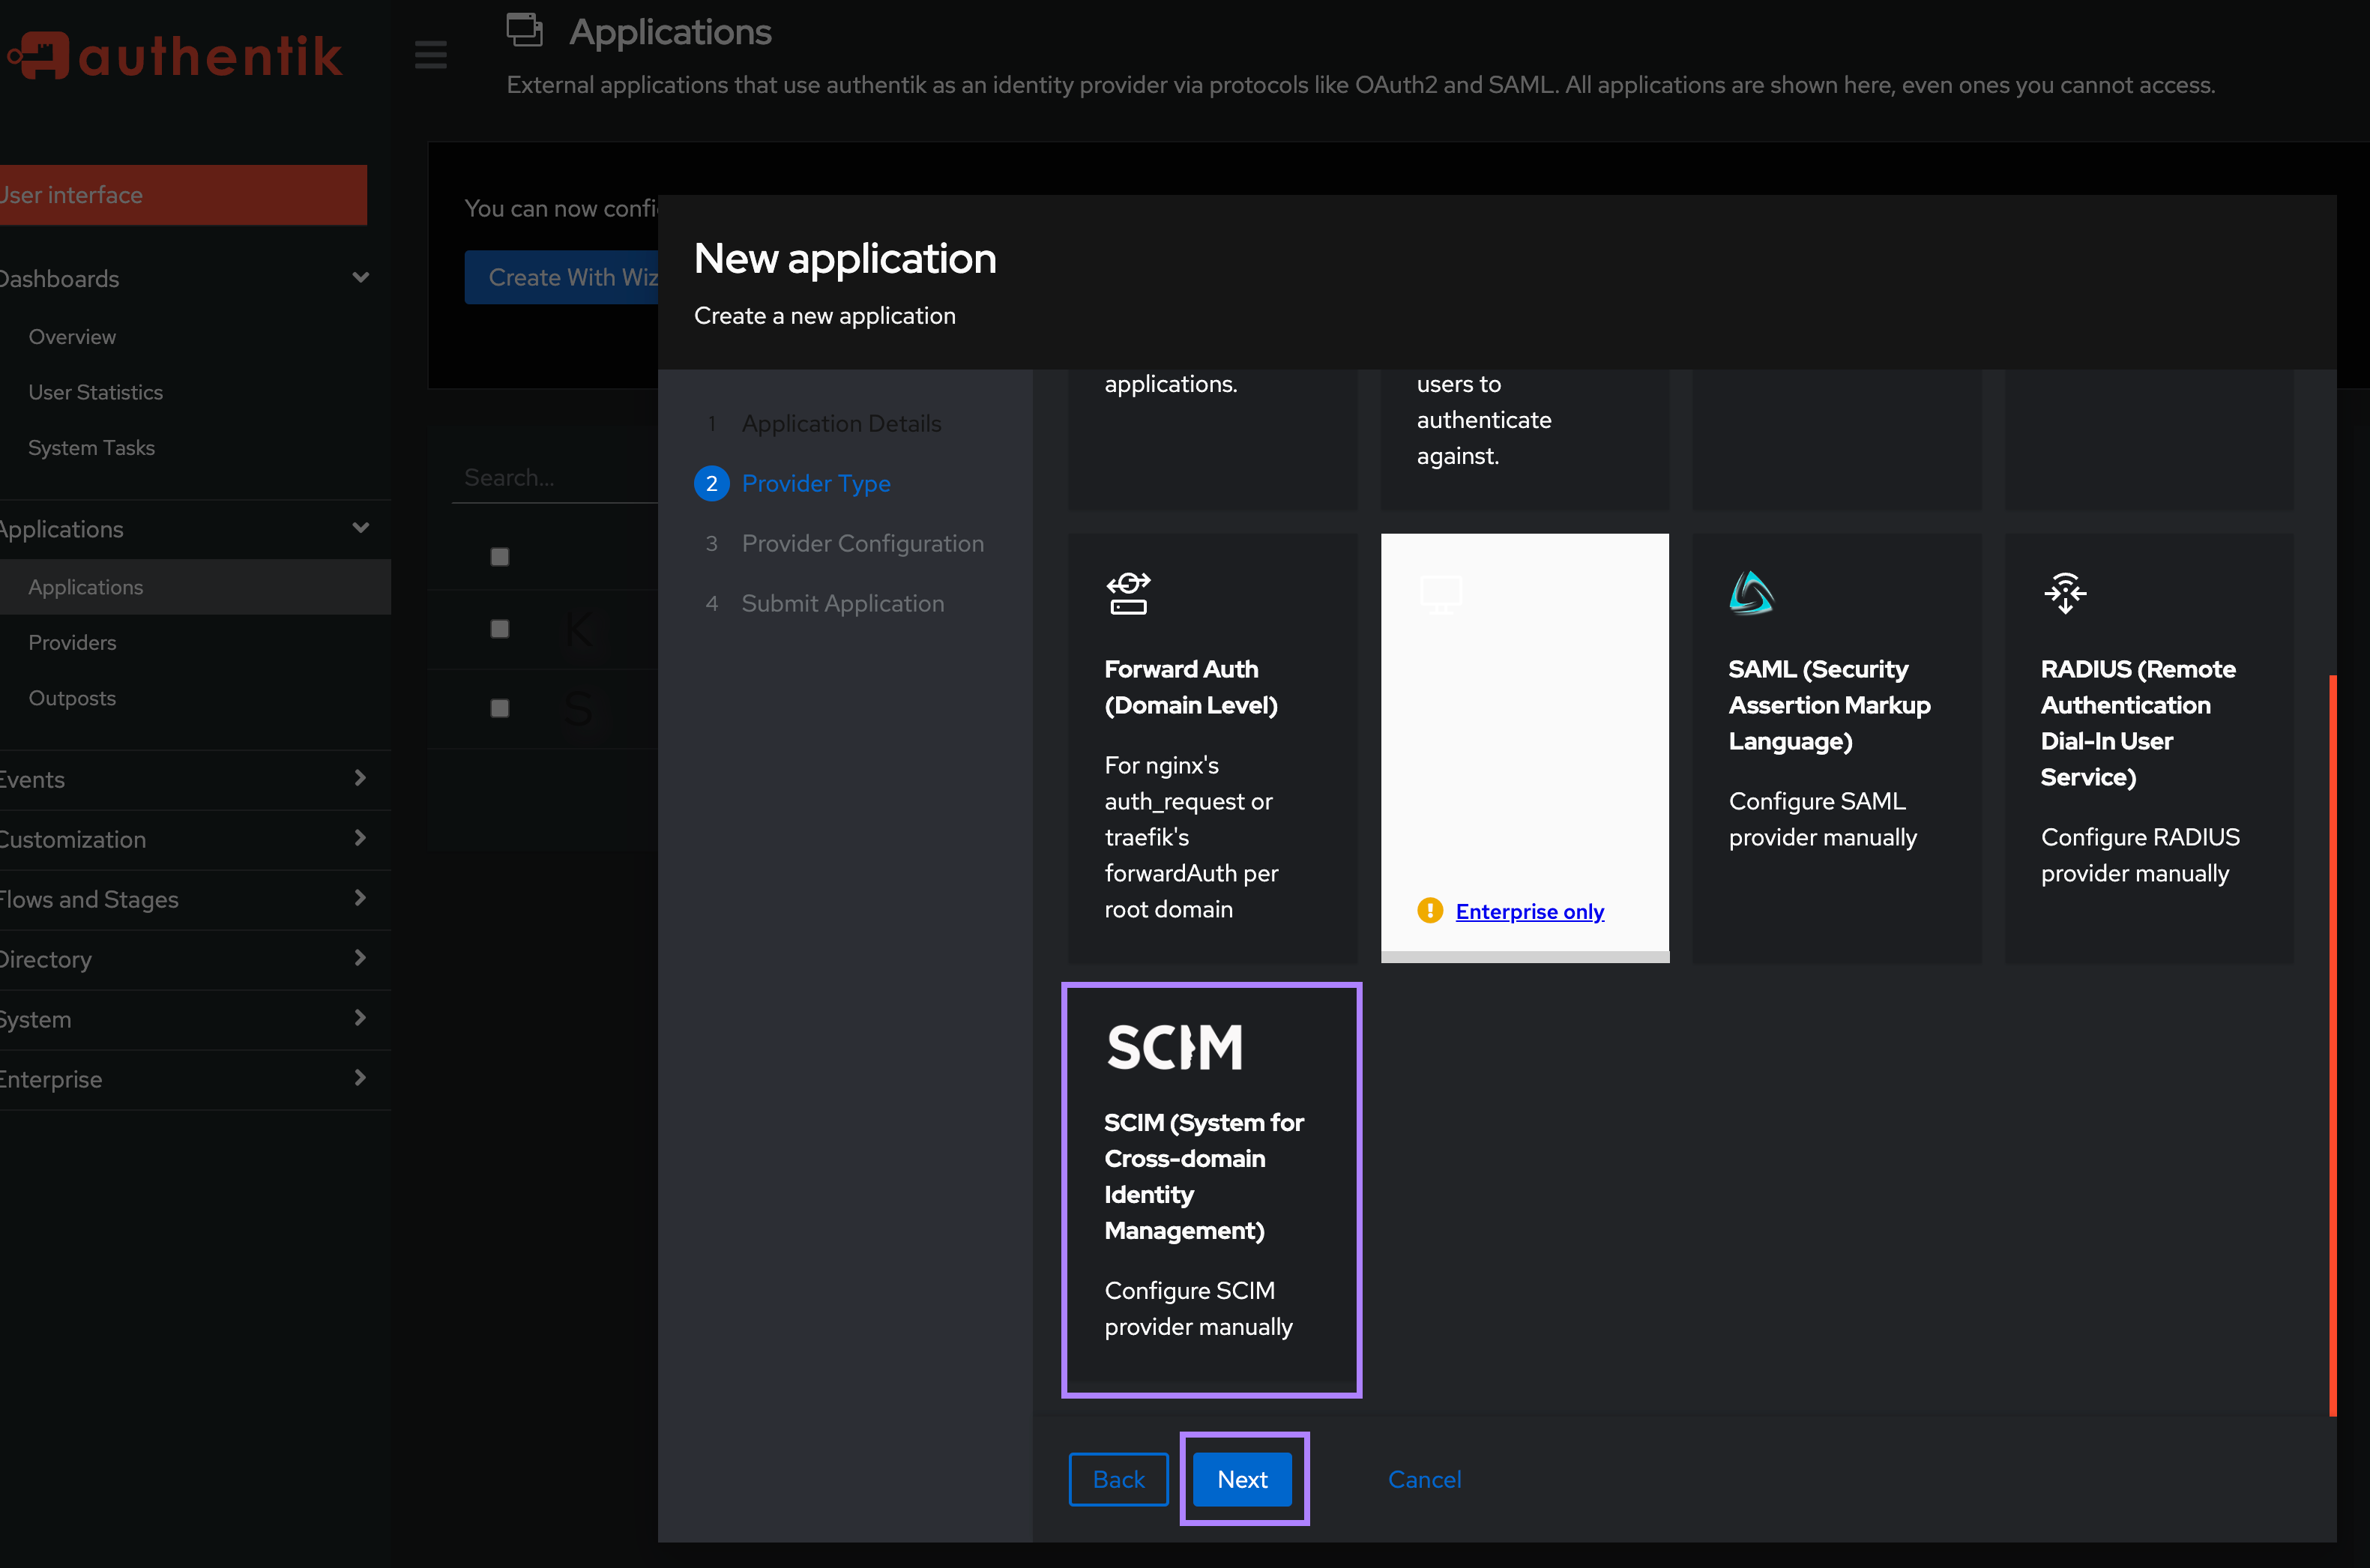 authentik
Applications
External applications that use authentik as an identity provider via protocols like OAuth2 and SAML. All applications are shown here, even ones you cannot access.
User interface
Dashboards
Overview
User Statistics
System Tasks
Applications
Applications
Providers
Outposts
Events
Customization
Flows and Stages
Directory
System
Enterprise
You can now confi
Create With Wiz
Search...
K
S
New application
Create a new application
1 Application Details
2 Provider Type
3 Provider Configuration
4 Submit Application
applications.
users to
authenticate
against.
Forward Auth
(Domain Level)
For nginx's
auth_request or
traefik's
forwardAuth per
root domain
Enterprise only
SAML (Security
Assertion Markup
Language)
Configure SAML
provider manually
RADIUS (Remote
Authentication
Dial-In User
Service)
Configure RADIUS
provider manually
SCIM
SCIM (System for
Cross-domain
Identity
Management)
Configure SCIM
provider manually
Back
Next
Cancel